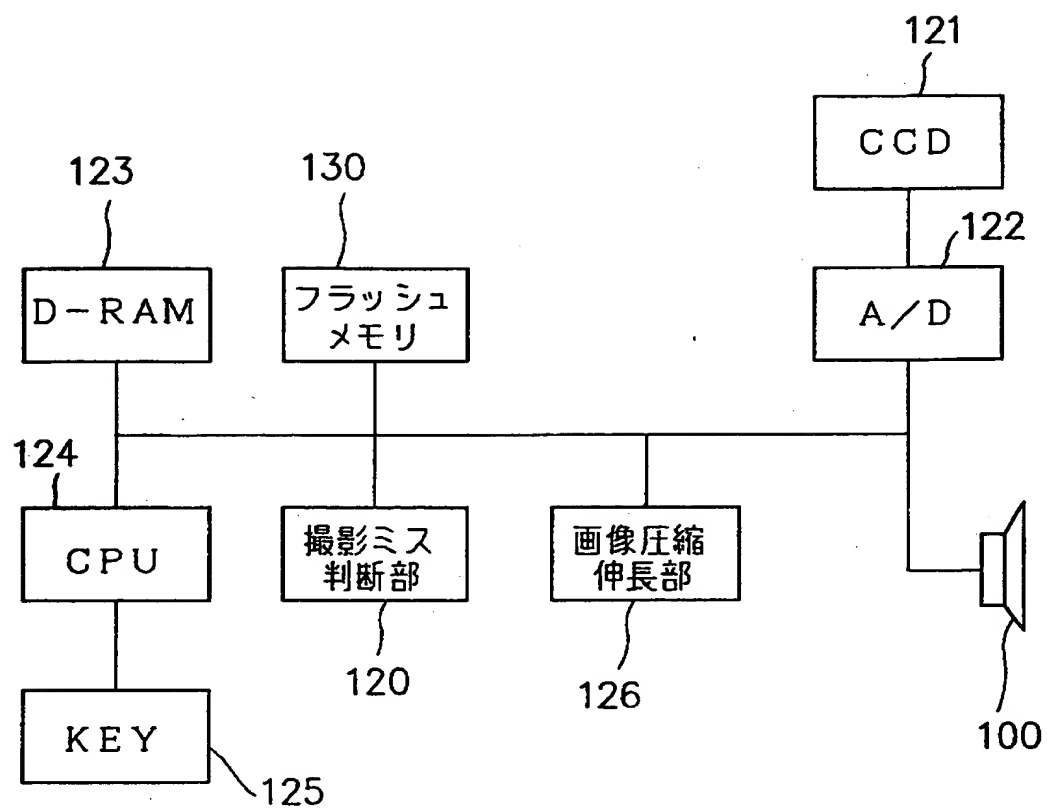 121
CCD
123
130
122
D-RAM
フラッシュ
メモリ
A/D
124
CPU
撮影ミス
判断部
画像圧縮
伸長部
120
126
100
KEY
125